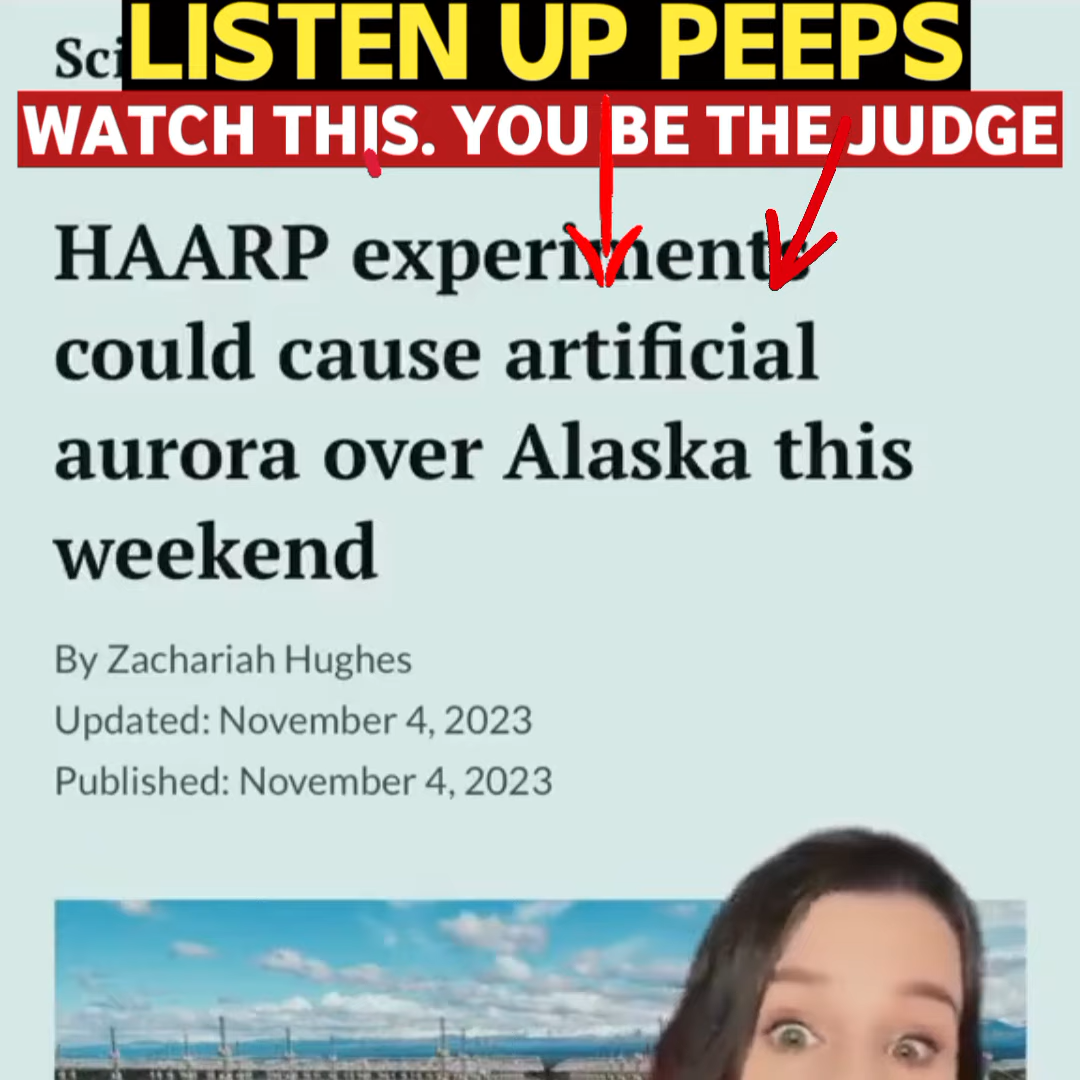 LISTEN UP PEEPS
Sci
WATCH THIS. YOU BE THE JUDGE
HAARP experiments
could cause artificial
aurora over Alaska this
weekend
By Zachariah Hughes
Updated: November 4, 2023
Published: November 4, 2023